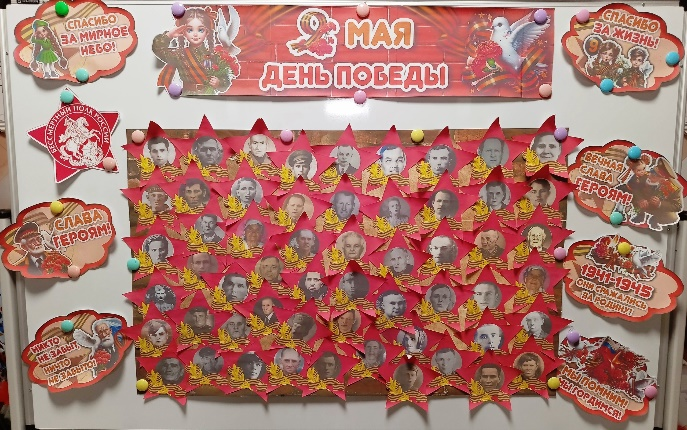 9 МАЯ
ДЕНЬ ПОБЕДЫ
СПАСИБО
ЗА МИРНОЕ
НЕБО!
СПАСИБО
ЗА ЖИЗНЬ!
БЕССМЕРТНЫЙ ПОЛК РОССИИ
ВЕЧНАЯ
СЛАВА
ГЕРОЯМ!
СЛАВА
ГЕРОЯМ!
1941-1945
ОНИ СРАЖАЛИСЬ
ЗА РОДИНУ!
НИКТО
НЕ ЗАБЫТ
НИЧТО
НЕ ЗАБЫТО!
МЫ ПОМНИМ!
МЫ ГОРДИМСЯ!